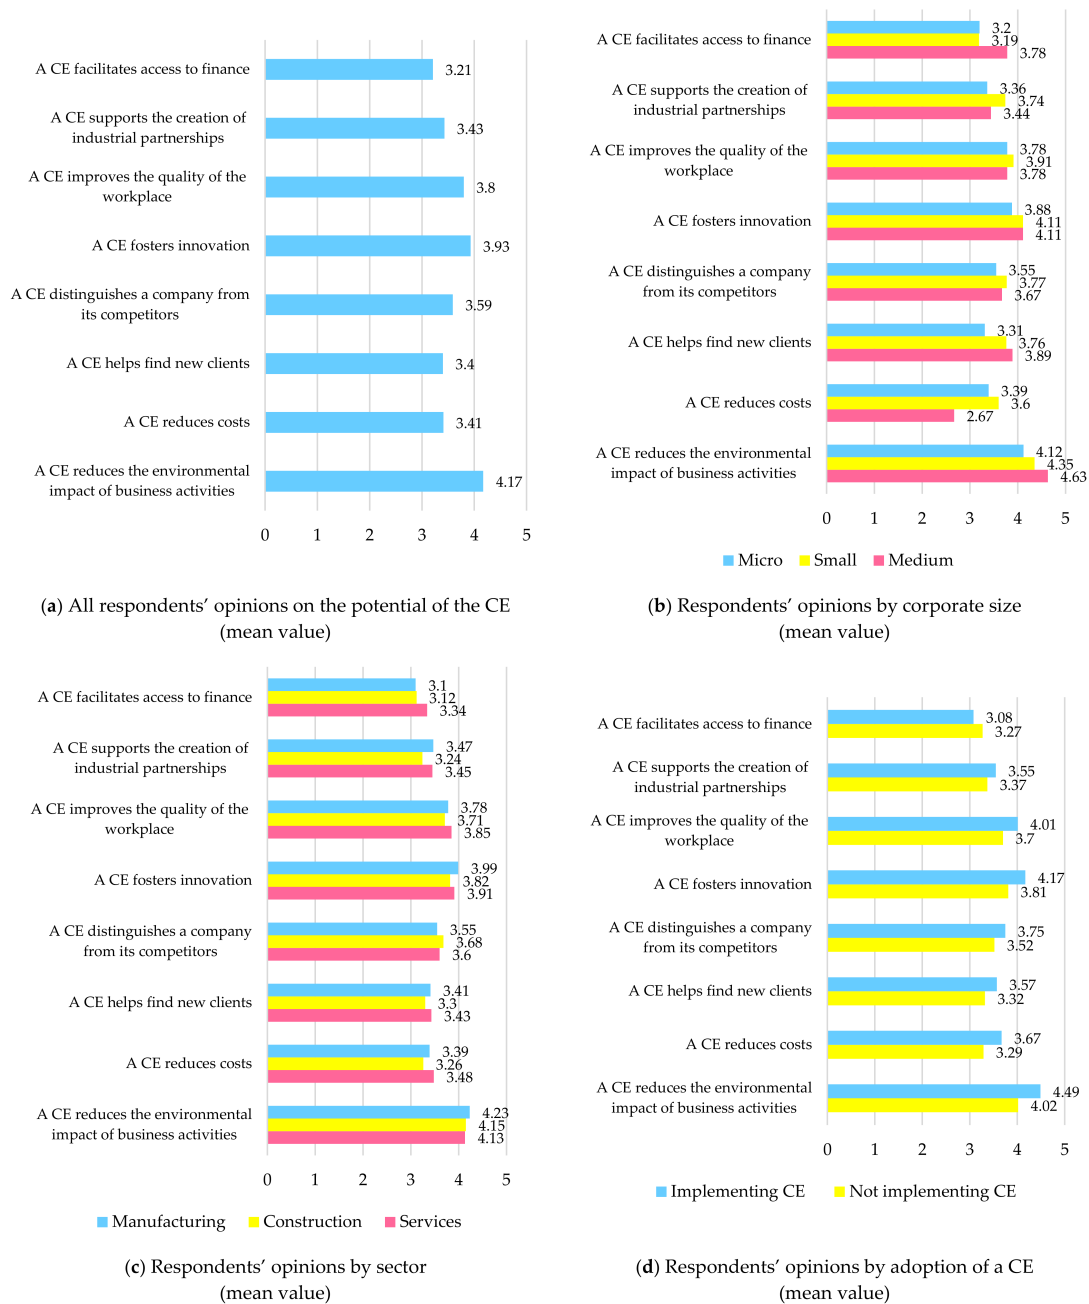 A CE facilitates access to finance
3.21
A CE supports the creation of
industrial partnerships
3.43
A CE improves the quality of the
workplace
3.8
A CE fosters innovation
3.93
A CE distinguishes a company from
its competitors
3.59
A CE helps find new clients
3.4
A CE reduces costs
3.41
A CE reduces the environmental
impact of business activities
4.17
0 1 2 3 4 5
(a) All respondents’ opinions on the potential of the CE
(mean value)
A CE facilitates access to finance
3.2
3.19
3.78
A CE supports the creation of
industrial partnerships
3.36
3.74
3.44
A CE improves the quality of the
workplace
3.78
3.91
3.78
A CE fosters innovation
3.88
4.11
4.11
A CE distinguishes a company
from its competitors
3.55
3.77
3.67
A CE helps find new clients
3.31
3.76
3.89
A CE reduces costs
3.39
3.6
2.67
A CE reduces the environmental
impact of business activities
4.12
4.35
4.63
0 1 2 3 4 5
Micro Small Medium
(b) Respondents’ opinions by corporate size
(mean value)
A CE facilitates access to finance
3.1
3.12
3.34
A CE supports the creation of
industrial partnerships
3.47
3.24
3.45
A CE improves the quality of the
workplace
3.78
3.71
3.85
A CE fosters innovation
3.99
3.82
3.91
A CE distinguishes a company
from its competitors
3.55
3.68
3.6
A CE helps find new clients
3.41
3.3
3.43
A CE reduces costs
3.39
3.26
3.48
A CE reduces the environmental
impact of business activities
4.23
4.15
4.13
0 1 2 3 4 5
Manufacturing Construction Services
(c) Respondents’ opinions by sector
(mean value)
A CE facilitates access to finance
3.08
3.27
A CE supports the creation of
industrial partnerships
3.55
3.37
A CE improves the quality of the
workplace
4.01
3.7
A CE fosters innovation
4.17
3.81
A CE distinguishes a company
from its competitors
3.75
3.52
A CE helps find new clients
3.57
3.32
A CE reduces costs
3.67
3.29
A CE reduces the environmental
impact of business activities
4.49
4.02
0 1 2 3 4 5
Implementing CE Not implementing CE
(d) Respondents’ opinions by adoption of a CE
(mean value)